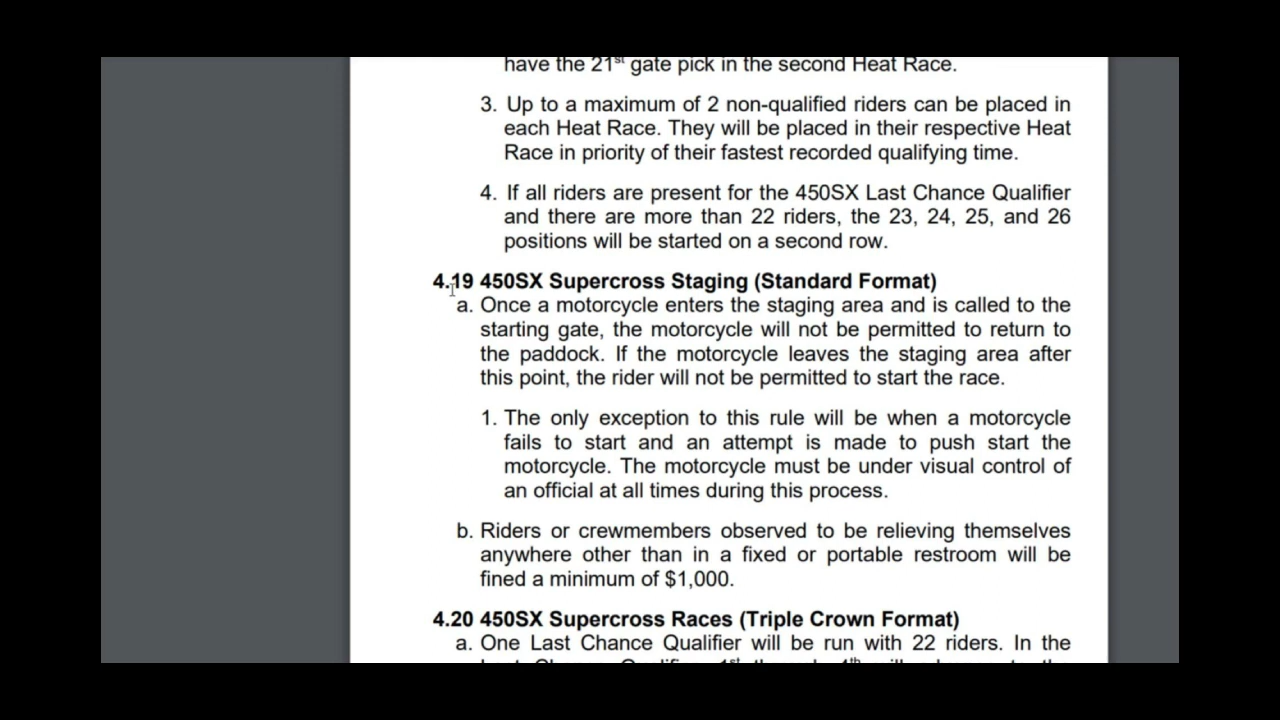 have the 21st gate pick in the second Heat Race.
3. Up to a maximum of 2 non-qualified riders can be placed in
each Heat Race. They will be placed in their respective Heat
Race in priority of their fastest recorded qualifying time.
4. If all riders are present for the 450SX Last Chance Qualifier
and there are more than 22 riders, the 23, 24, 25, and 26
positions will be started on a second row.
4.19 450SX Supercross Staging (Standard Format)
a. Once a motorcycle enters the staging area and is called to the
starting gate, the motorcycle will not be permitted to return to
the paddock. If the motorcycle leaves the staging area after
this point, the rider will not be permitted to start the race.
1. The only exception to this rule will be when a motorcycle
fails to start and an attempt is made to push start the
motorcycle. The motorcycle must be under visual control of
an official at all times during this process.
b. Riders or crewmembers observed to be relieving themselves
anywhere other than in a fixed or portable restroom will be
fined a minimum of $1,000.
4.20 450SX Supercross Races (Triple Crown Format)
a. One Last Chance Qualifier will be run with 22 riders. In the